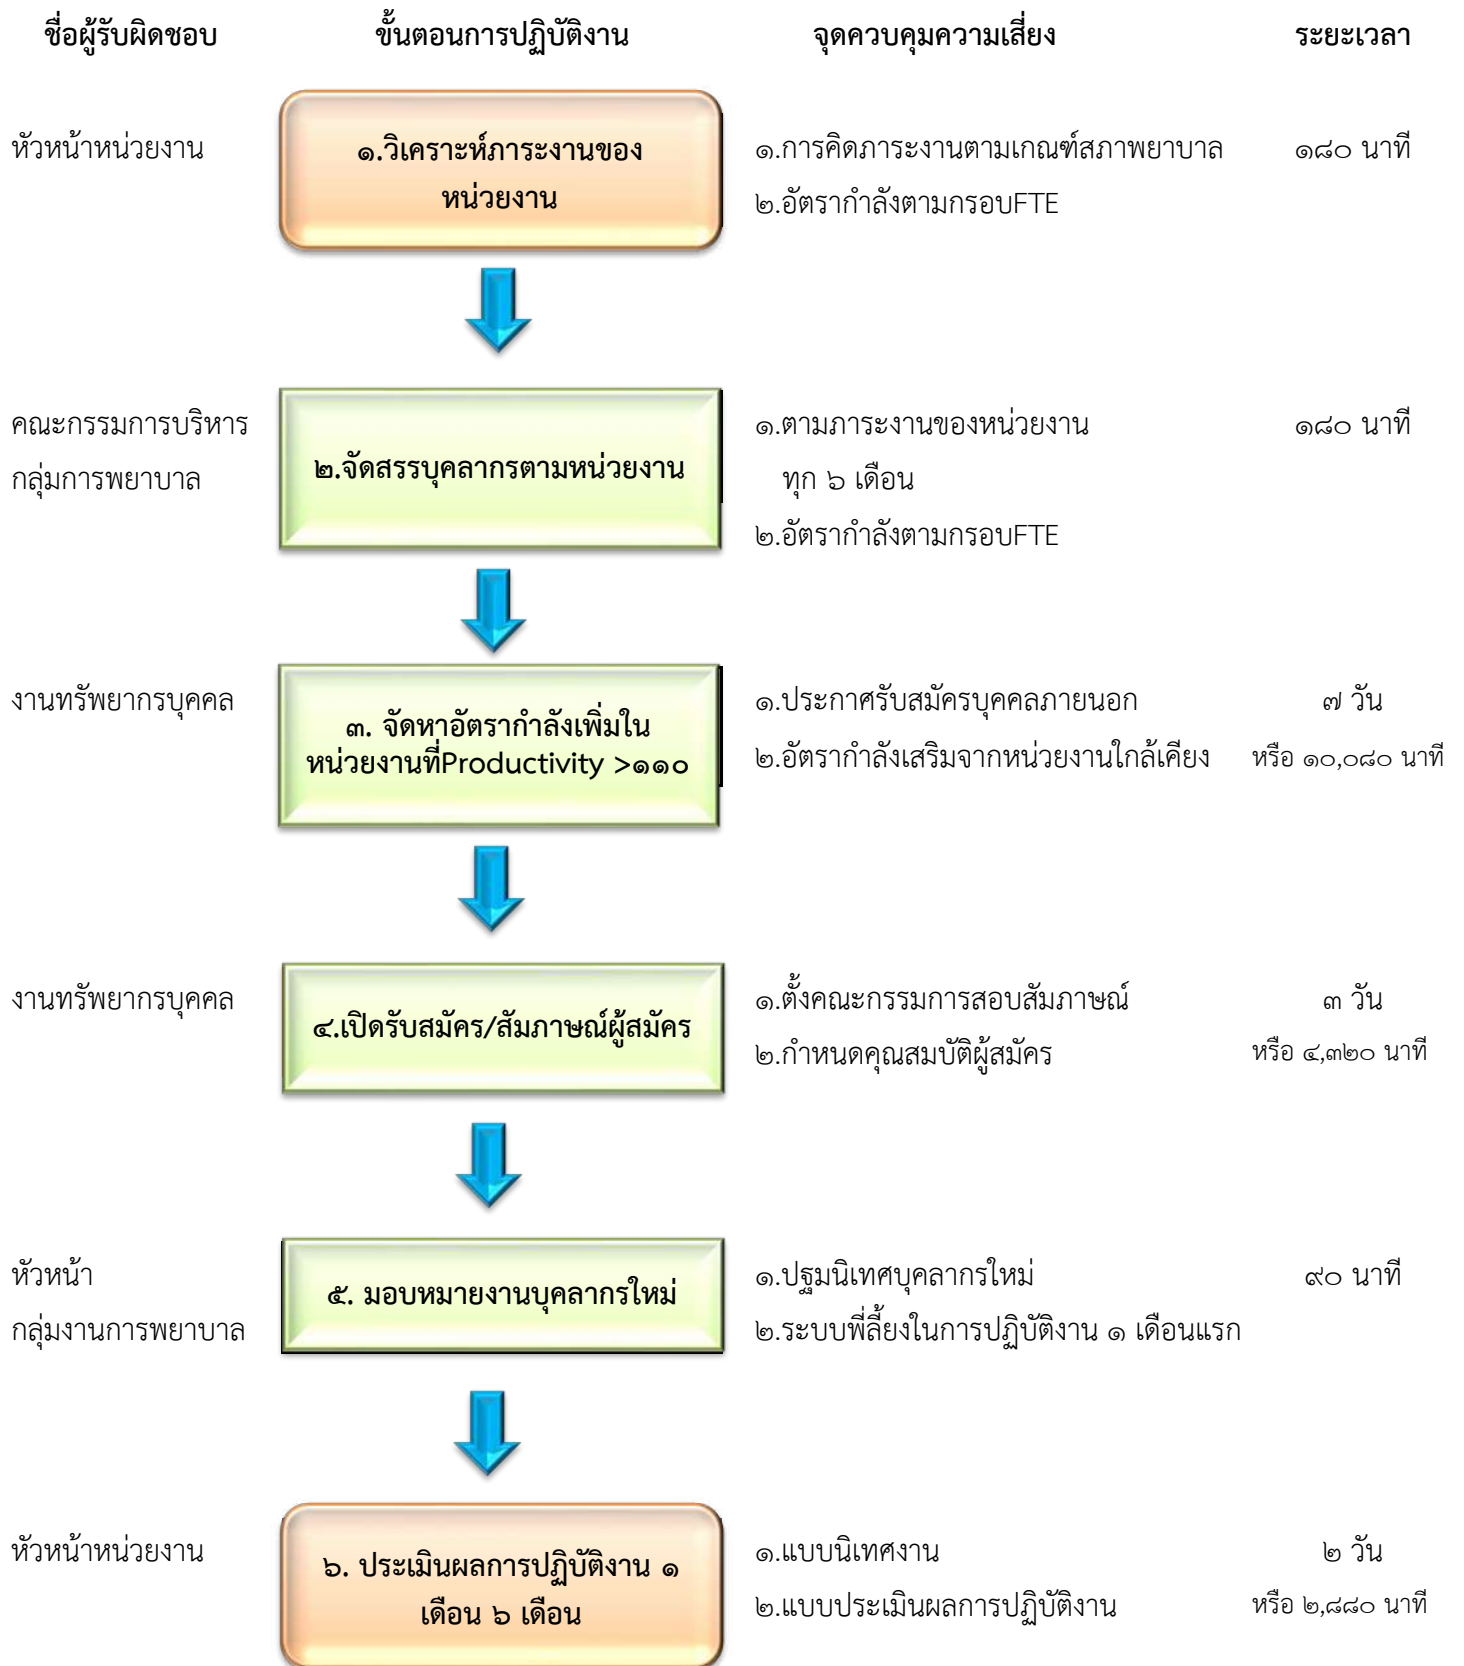 ชื่อผู้รับผิดชอบ ขั้นตอนการปฏิบัติงาน จุดควบคุมความเสี่ยง ระยะเวลา
หัวหน้าหน่วยงาน
๑.วิเคราะห์ภาระงานของ
หน่วยงาน
๑.การคิดภาระงานตามเกณฑ์สภาพยาบาล
๒.อัตรากำลังตามกรอบFTE
๑๘๐ นาที
คณะกรรมการบริหาร
กลุ่มการพยาบาล
๒.จัดสรรบุคลากรตามหน่วยงาน
๑.ตามภาระงานของหน่วยงาน
ทุก ๖ เดือน
๒.อัตรากำลังตามกรอบFTE
๑๘๐ นาที
งานทรัพยากรบุคคล
๓. จัดหาอัตรากำลังเพิ่มใน
หน่วยงานที่Productivity >๑๑๐
๑.ประกาศรับสมัครบุคคลภายนอก
๒.อัตรากำลังเสริมจากหน่วยงานใกล้เคียง
๗ วัน
หรือ ๑๐,๐๘๐ นาที
งานทรัพยากรบุคคล
๔.เปิดรับสมัคร/สัมภาษณ์ผู้สมัคร
๑.ตั้งคณะกรรมการสอบสัมภาษณ์
๒.กำหนดคุณสมบัติผู้สมัคร
๓ วัน
หรือ ๔,๓๒๐ นาที
หัวหน้า
กลุ่มงานการพยาบาล
๕. มอบหมายงานบุคลากรใหม่
๑.ปฐมนิเทศบุคลากรใหม่
๒.ระบบพี่ลี้ยงในการปฏิบัติงาน ๑ เดือนแรก
๙๐ นาที
หัวหน้าหน่วยงาน
๖. ประเมินผลการปฏิบัติงาน ๑
เดือน ๖ เดือน
๑.แบบนิเทศงาน
๒.แบบประเมินผลการปฏิบัติงาน
๒ วัน
หรือ ๒,๘๘๐ นาที